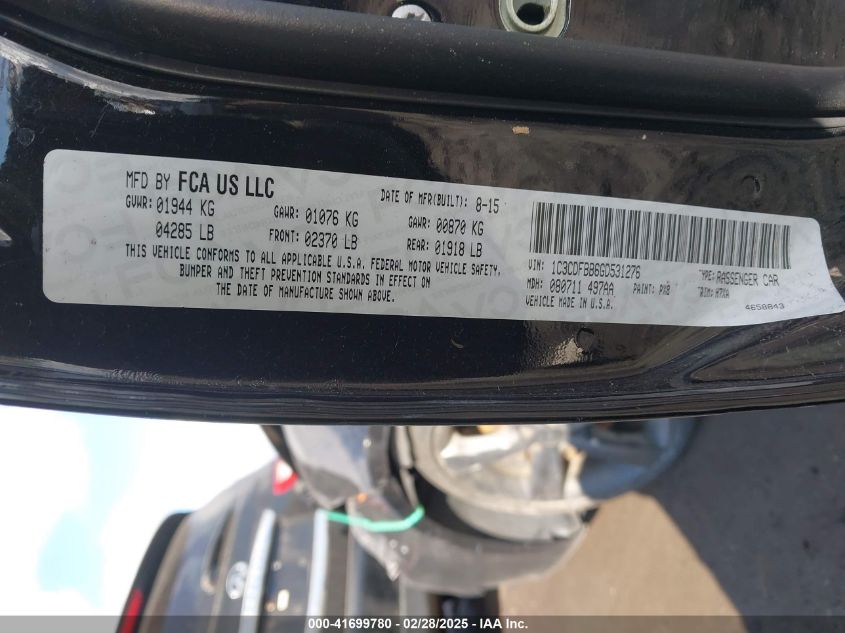 MFD BY FCA US LLC DATE OF MFR(BUILT): 8-15
GVWR: 01944 KG GAWR: 01076 KG GAWR: 00870 KG
04285 LB FRONT: 02370 LB REAR: 01918 LB
THIS VEHICLE CONFORMS TO ALL APPLICABLE U.S.A. FEDERAL MOTOR VEHICLE SAFETY,
BUMPER AND THEFT PREVENTION STANDARDS IN EFFECT ON
THE DATE OF MANUFACTURE SHOWN ABOVE.
VIN: 1C3CDFBB6GD531276 TYPE: PASSENGER CAR
MDH: 080711 497AA PAINT: PX8 TRIM: H7XA
VEHICLE MADE IN U.S.A. 4658843
000-41699780 - 02/28/2025 - IAA Inc.